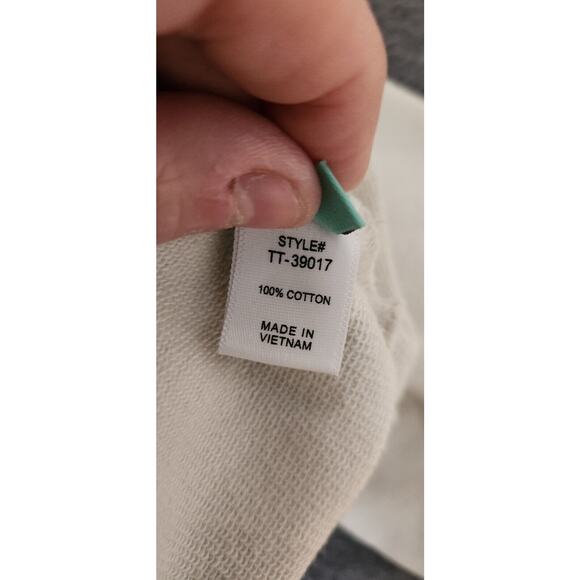 STYLE#
TT-39017
100% COTTON
MADE IN
VIETNAM